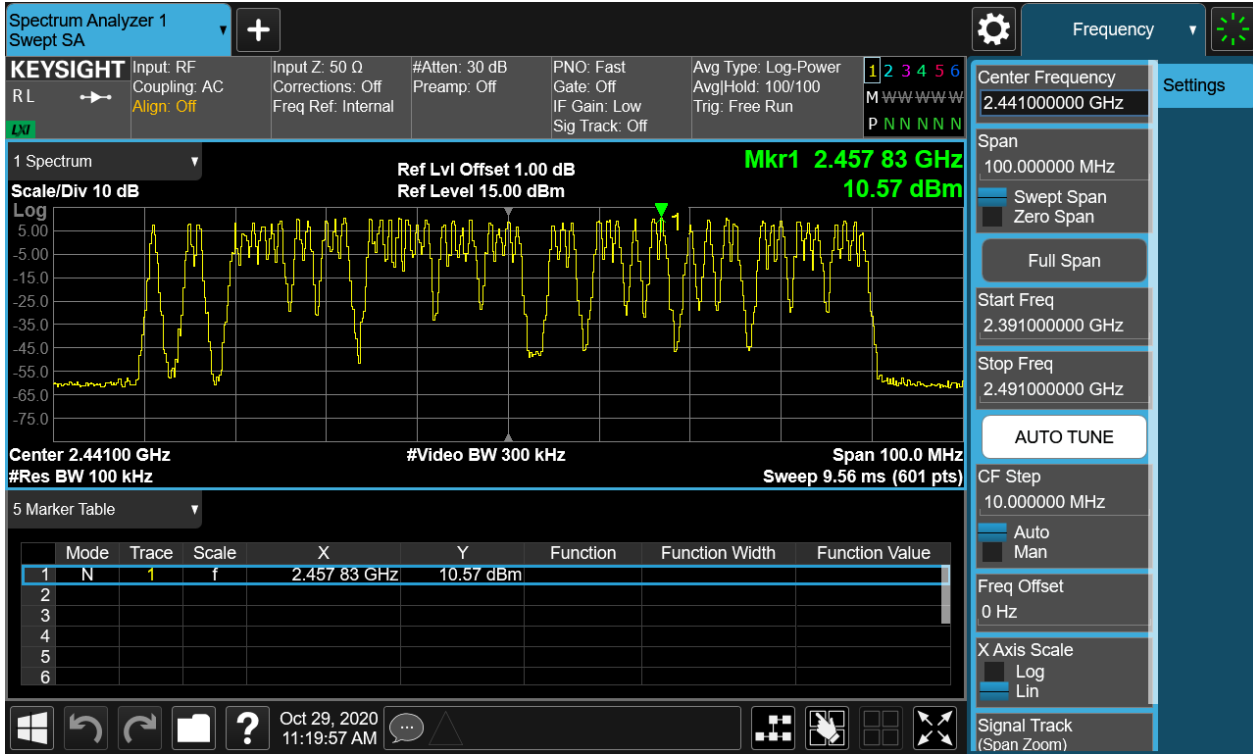 Spectrum Analyzer 1
Swept SA
+
Frequency
KEYSIGHT
R L
LXI
Input: RF
Coupling: AC
Align: Off
Input Z: 50 Ω
Corrections: Off
Freq Ref: Internal
#Atten: 30 dB
Preamp: Off
PNO: Fast
Gate: Off
IF Gain: Low
Sig Track: Off
Avg Type: Log-Power
Avg|Hold: 100/100
Trig: Free Run
1 2 3 4 5 6
M W W W W W
P N N N N N
1 Spectrum
Scale/Div 10 dB
Ref Lvl Offset 1.00 dB
Ref Level 15.00 dBm
Mkr1 2.457 83 GHz
10.57 dBm
Log
5.00
-5.00
-15.0
-25.0
-35.0
-45.0
-55.0
-65.0
-75.0
1
Center 2.44100 GHz
#Video BW 300 kHz
Span 100.0 MHz
#Res BW 100 kHz
Sweep 9.56 ms (601 pts)
5 Marker Table
Mode Trace Scale X Y Function Function Width Function Value
1 N 1 f 2.457 83 GHz 10.57 dBm
2
3
4
5
6
Oct 29, 2020
11:19:57 AM
?
Settings
Center Frequency
2.441000000 GHz
Span
100.000000 MHz
Swept Span
Zero Span
Full Span
Start Freq
2.391000000 GHz
Stop Freq
2.491000000 GHz
AUTO TUNE
CF Step
10.000000 MHz
Auto
Man
Freq Offset
0 Hz
X Axis Scale
Log
Lin
Signal Track
(Span Zoom)